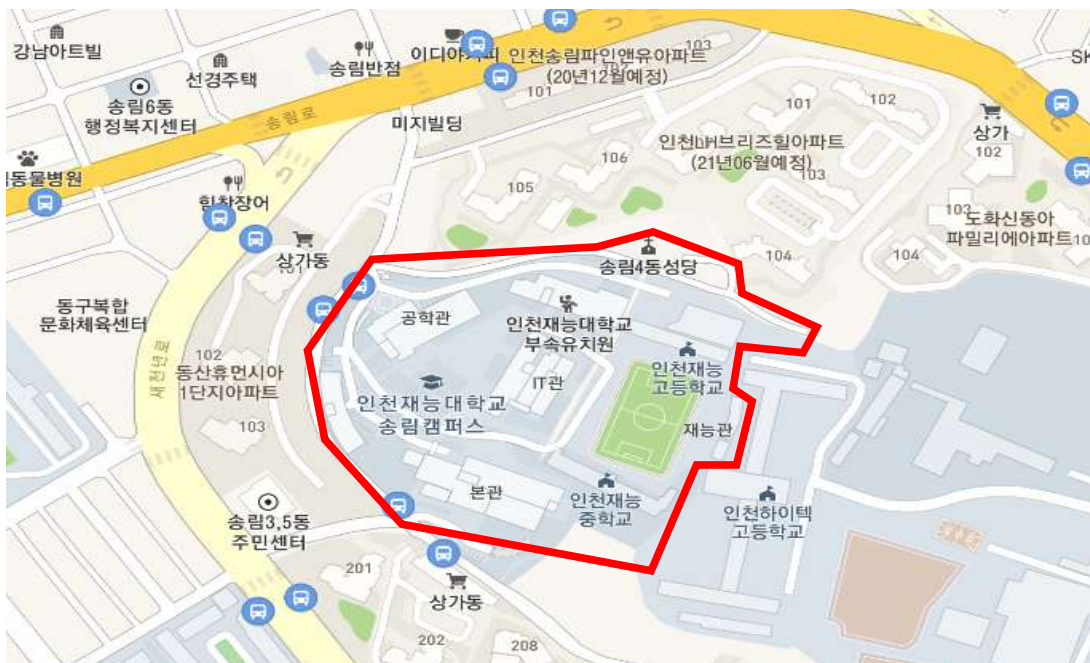 강남아트빌
선경주택
송림반점
인천송림파인앤유아파트
(20년12월예정)
103
101
송림6동
행정복지센터
송림로
미지빌딩
101
102
인천LH브리즈힐아파트
(21년06월예정)
103
상가
102
SK
동물병원
힘찬장어
106
105
103
도화신동아
파밀리에아파트
104
104
상가동
101
송림4동성당
동구복합
문화체육센터
공학관
인천재능대학교
부속유치원
새천년로
102
동산휴먼시아
1단지아파트
인천재능대학교
송림캠퍼스
IT관
인천재능
고등학교
재능관
103
본관
인천재능
중학교
인천하이텍
고등학교
송림3,5동
주민센터
201
상가동
202
208